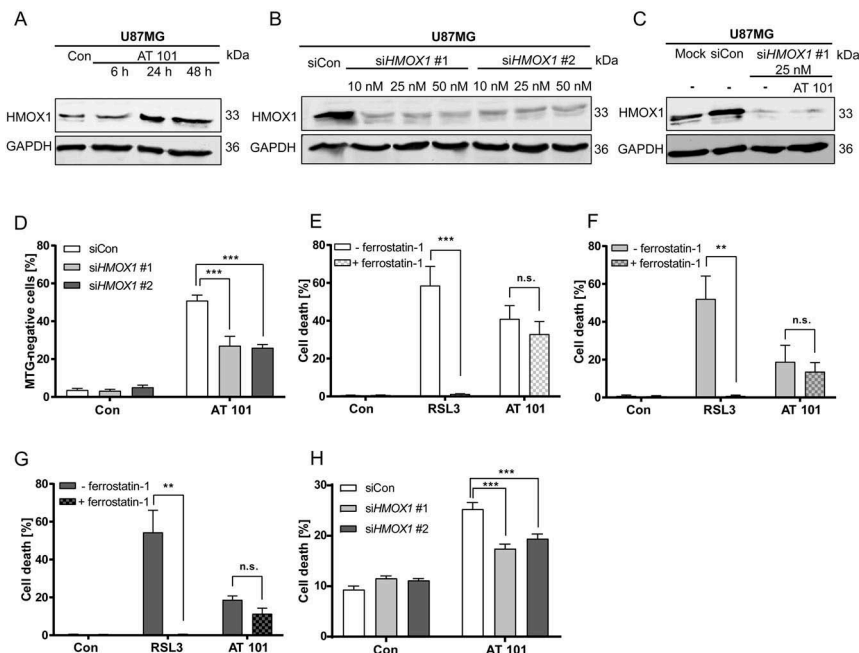 A
U87MG
Con AT 101
6 h 24 h 48 h kDa
HMOX1 33
GAPDH 36
B
U87MG
siCon siHMOX1 #1 siHMOX1 #2 kDa
10 nM 25 nM 50 nM 10 nM 25 nM 50 nM
HMOX1 33
GAPDH 36
C
U87MG
Mock siCon siHMOX1 #1 kDa
25 nM
- - - AT 101
HMOX1 33
GAPDH 36
D
MTG-negative cells [%]
80
60
40
20
0
siCon
siHMOX1 #1
siHMOX1 #2
***
***
Con AT 101
E
Cell death [%]
80
60
40
20
0
- ferrostatin-1
+ ferrostatin-1
***
n.s.
Con RSL3 AT 101
F
Cell death [%]
80
60
40
20
0
- ferrostatin-1
+ ferrostatin-1
**
n.s.
Con RSL3 AT 101
G
Cell death [%]
80
60
40
20
0
- ferrostatin-1
+ ferrostatin-1
**
n.s.
Con RSL3 AT 101
H
Cell death [%]
30
20
10
0
siCon
siHMOX1 #1
siHMOX1 #2
***
***
Con AT 101